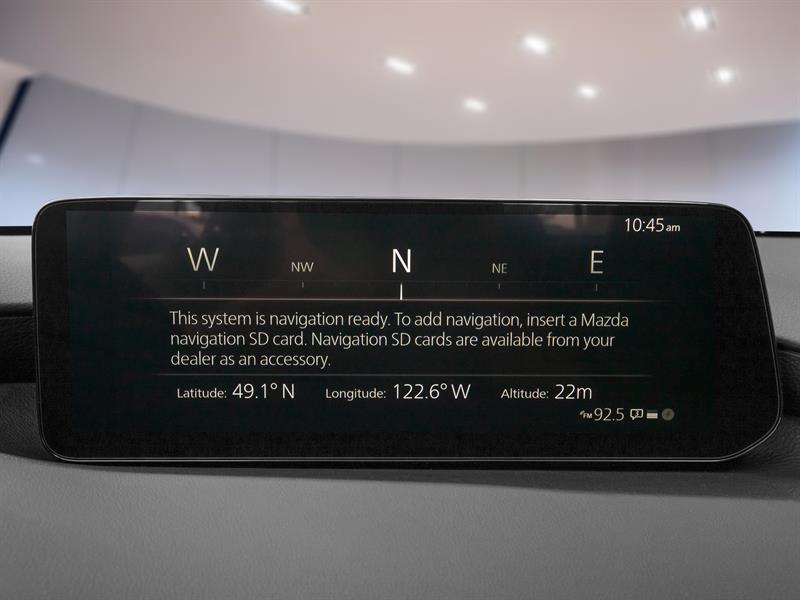 10:45am
W NW N NE E
This system is navigation ready. To add navigation, insert a Mazda
navigation SD card. Navigation SD cards are available from your
dealer as an accessory.
Latitude: 49.1° N Longitude: 122.6° W Altitude: 22m
FM 92.5